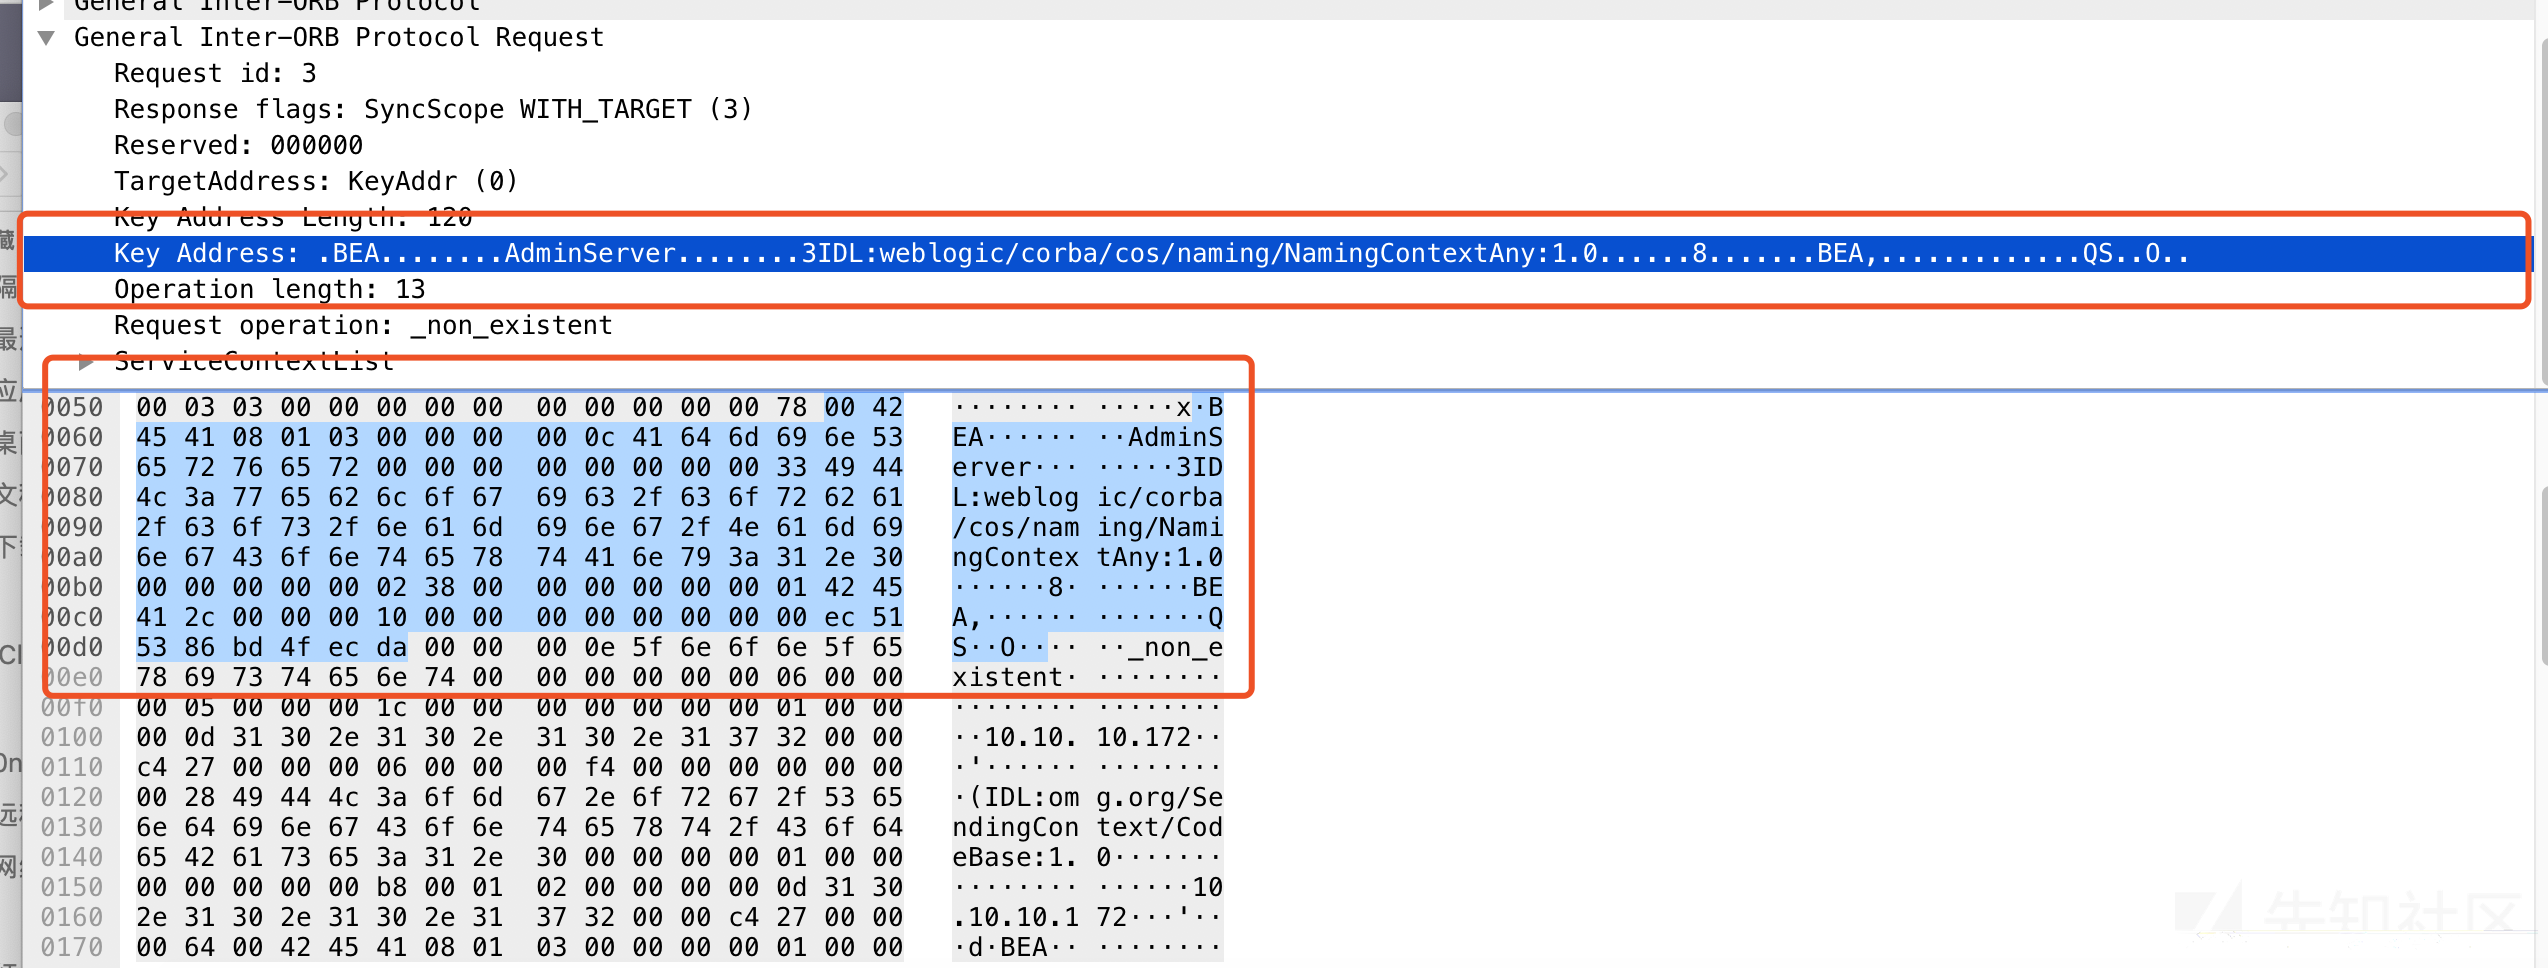 General Inter-ORB Protocol
General Inter-ORB Protocol Request
Request id: 3
Response flags: SyncScope WITH_TARGET (3)
Reserved: 000000
TargetAddress: KeyAddr (0)
Key Address Length: 120
Key Address: .BEA........AdminServer........3IDL:weblogic/corba/cos/naming/NamingContextAny:1.0......8.......BEA,.............QS..O..
Operation length: 13
Request operation: _non_existent
ServiceContextList
0050 00 03 03 00 00 00 00 00 00 00 00 00 00 78 00 42 ········ ·····x·B
0060 45 41 08 01 03 00 00 00 00 0c 41 64 6d 69 6e 53 EA······ ··AdminS
0070 65 72 76 65 72 00 00 00 00 00 00 00 00 33 49 44 erver··· ·····3ID
0080 4c 3a 77 65 62 6c 6f 67 69 63 2f 63 6f 72 62 61 L:weblog ic/corba
0090 2f 63 6f 73 2f 6e 61 6d 69 6e 67 2f 4e 61 6d 69 /cos/nam ing/Nami
00a0 6e 67 43 6f 6e 74 65 78 74 41 6e 79 3a 31 2e 30 ngContex tAny:1.0
00b0 00 00 00 00 00 02 38 00 00 00 00 00 00 01 42 45 ······8· ······BE
00c0 41 2c 00 00 00 10 00 00 00 00 00 00 00 00 ec 51 A,······ ·······Q
00d0 53 86 bd 4f ec da 00 00 00 0e 5f 6e 6f 6e 5f 65 S··O···· ··_non_e
00e0 78 69 73 74 65 6e 74 00 00 00 00 00 00 06 00 00 xistent· ········
00f0 00 05 00 00 00 1c 00 00 00 00 00 00 00 01 00 00 ········ ········
0100 00 0d 31 30 2e 31 30 2e 31 30 2e 31 37 32 00 00 ··10.10. 10.172··
0110 c4 27 00 00 00 06 00 00 00 f4 00 00 00 00 00 00 ·'······ ········
0120 00 28 49 44 4c 3a 6f 6d 67 2e 6f 72 67 2f 53 65 ·(IDL:om g.org/Se
0130 6e 64 69 6e 67 43 6f 6e 74 65 78 74 2f 43 6f 64 ndingCon text/Cod
0140 65 42 61 73 65 3a 31 2e 30 00 00 00 00 01 00 00 eBase:1. 0·······
0150 00 00 00 00 00 b8 00 01 02 00 00 00 00 0d 31 30 ········ ······10
0160 2e 31 30 2e 31 30 2e 31 37 32 00 00 c4 27 00 00 .10.10.1 72···'··
0170 00 64 00 42 45 41 08 01 03 00 00 00 00 01 00 00 ·d·BEA·· ········
先知社区